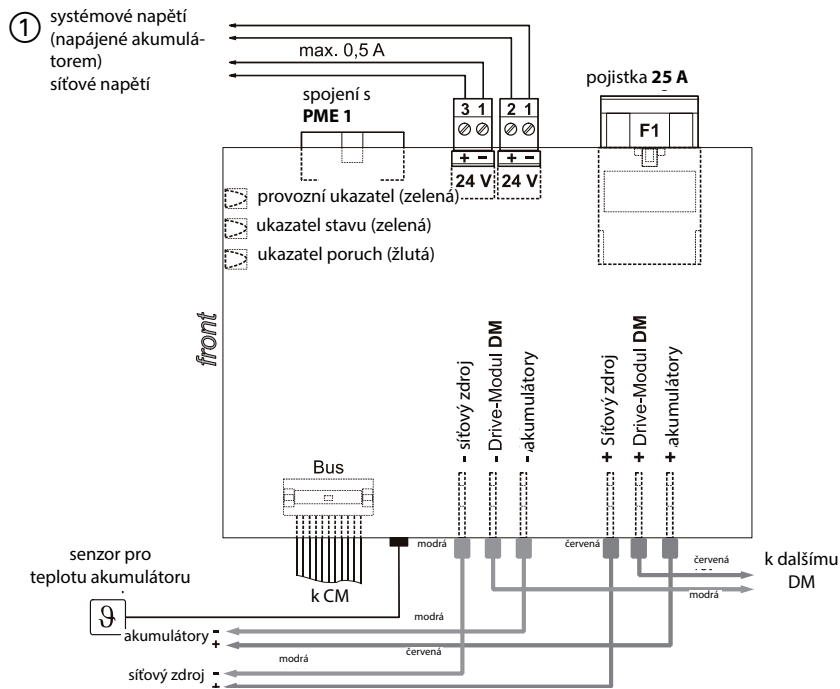 ① systémové napětí
(napájené akumulá-
torem)
síťové napětí
max. 0,5 A
spojení s
PME 1
3 1
2 1
+ −
+ −
24 V
24 V
pojistka 25 A
F1
provozní ukazatel (zelená)
ukazatel stavu (zelená)
ukazatel poruch (žlutá)
front
- síťový zdroj
- Drive-Modul DM
- akumulátory
+ Síťový zdroj
+ Drive-Modul DM
+ akumulátory
Bus
k CM
modrá
červená
červená
modrá
k dalšímu
DM
senzor pro
teplotu akumulátoru
ϑ
akumulátory -
+
modrá
červená
síťový zdroj -
+